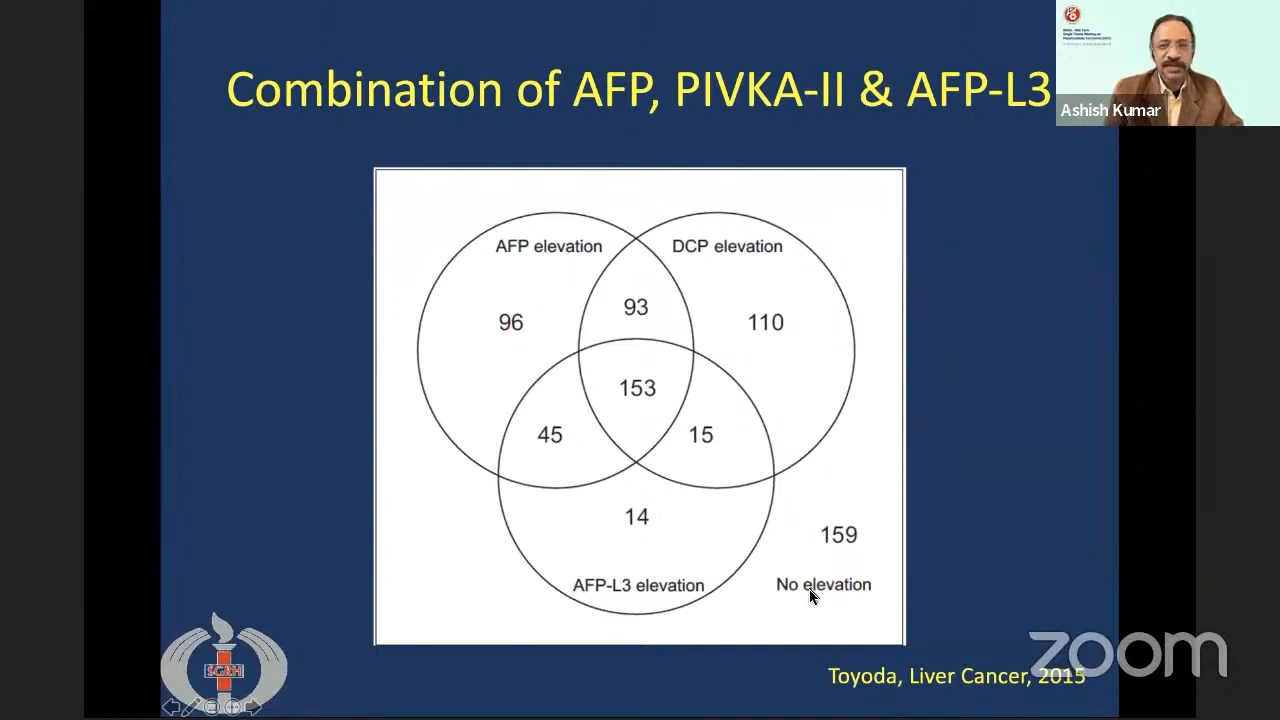 Combination of AFP, PIVKA-II & AFP-L3
Ashish Kumar
AFP elevation
DCP elevation
96
93
110
153
45
15
14
159
AFP-L3 elevation
No elevation
SGRH
Toyoda, Liver Cancer, 2015
zoom